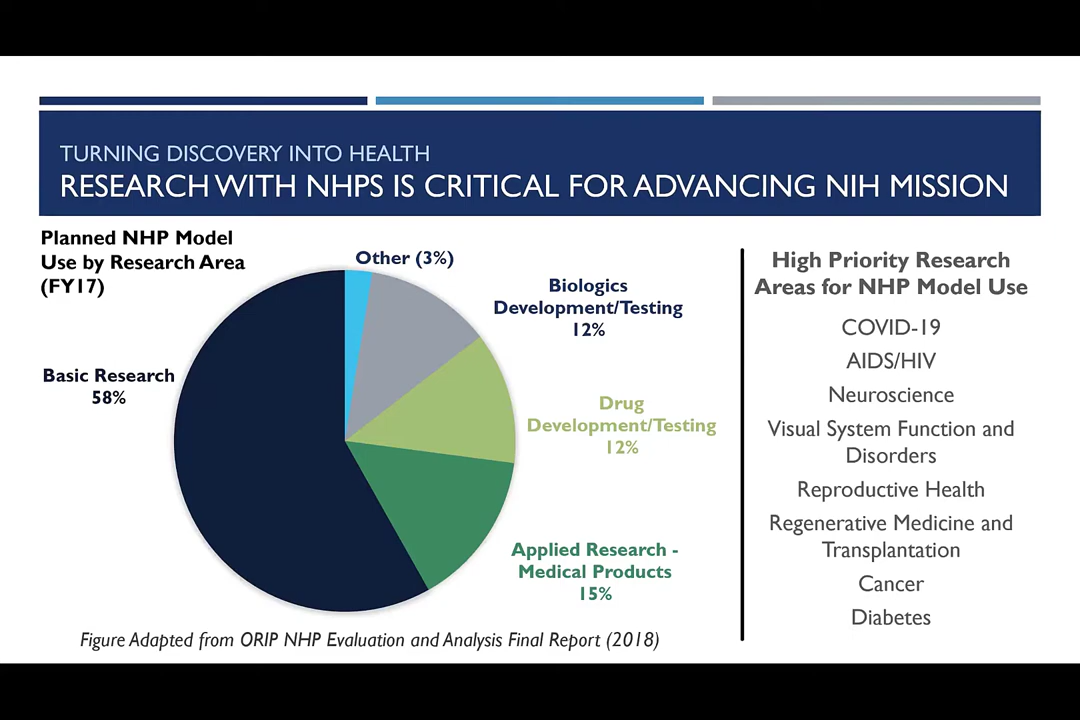 TURNING DISCOVERY INTO HEALTH
RESEARCH WITH NHPS IS CRITICAL FOR ADVANCING NIH MISSION
Planned NHP Model
Use by Research Area
(FY17)
Other (3%)
Biologics
Development/Testing
12%
Basic Research
58%
Drug
Development/Testing
12%
Applied Research -
Medical Products
15%
Figure Adapted from ORIP NHP Evaluation and Analysis Final Report (2018)
High Priority Research
Areas for NHP Model Use
COVID-19
AIDS/HIV
Neuroscience
Visual System Function and
Disorders
Reproductive Health
Regenerative Medicine and
Transplantation
Cancer
Diabetes